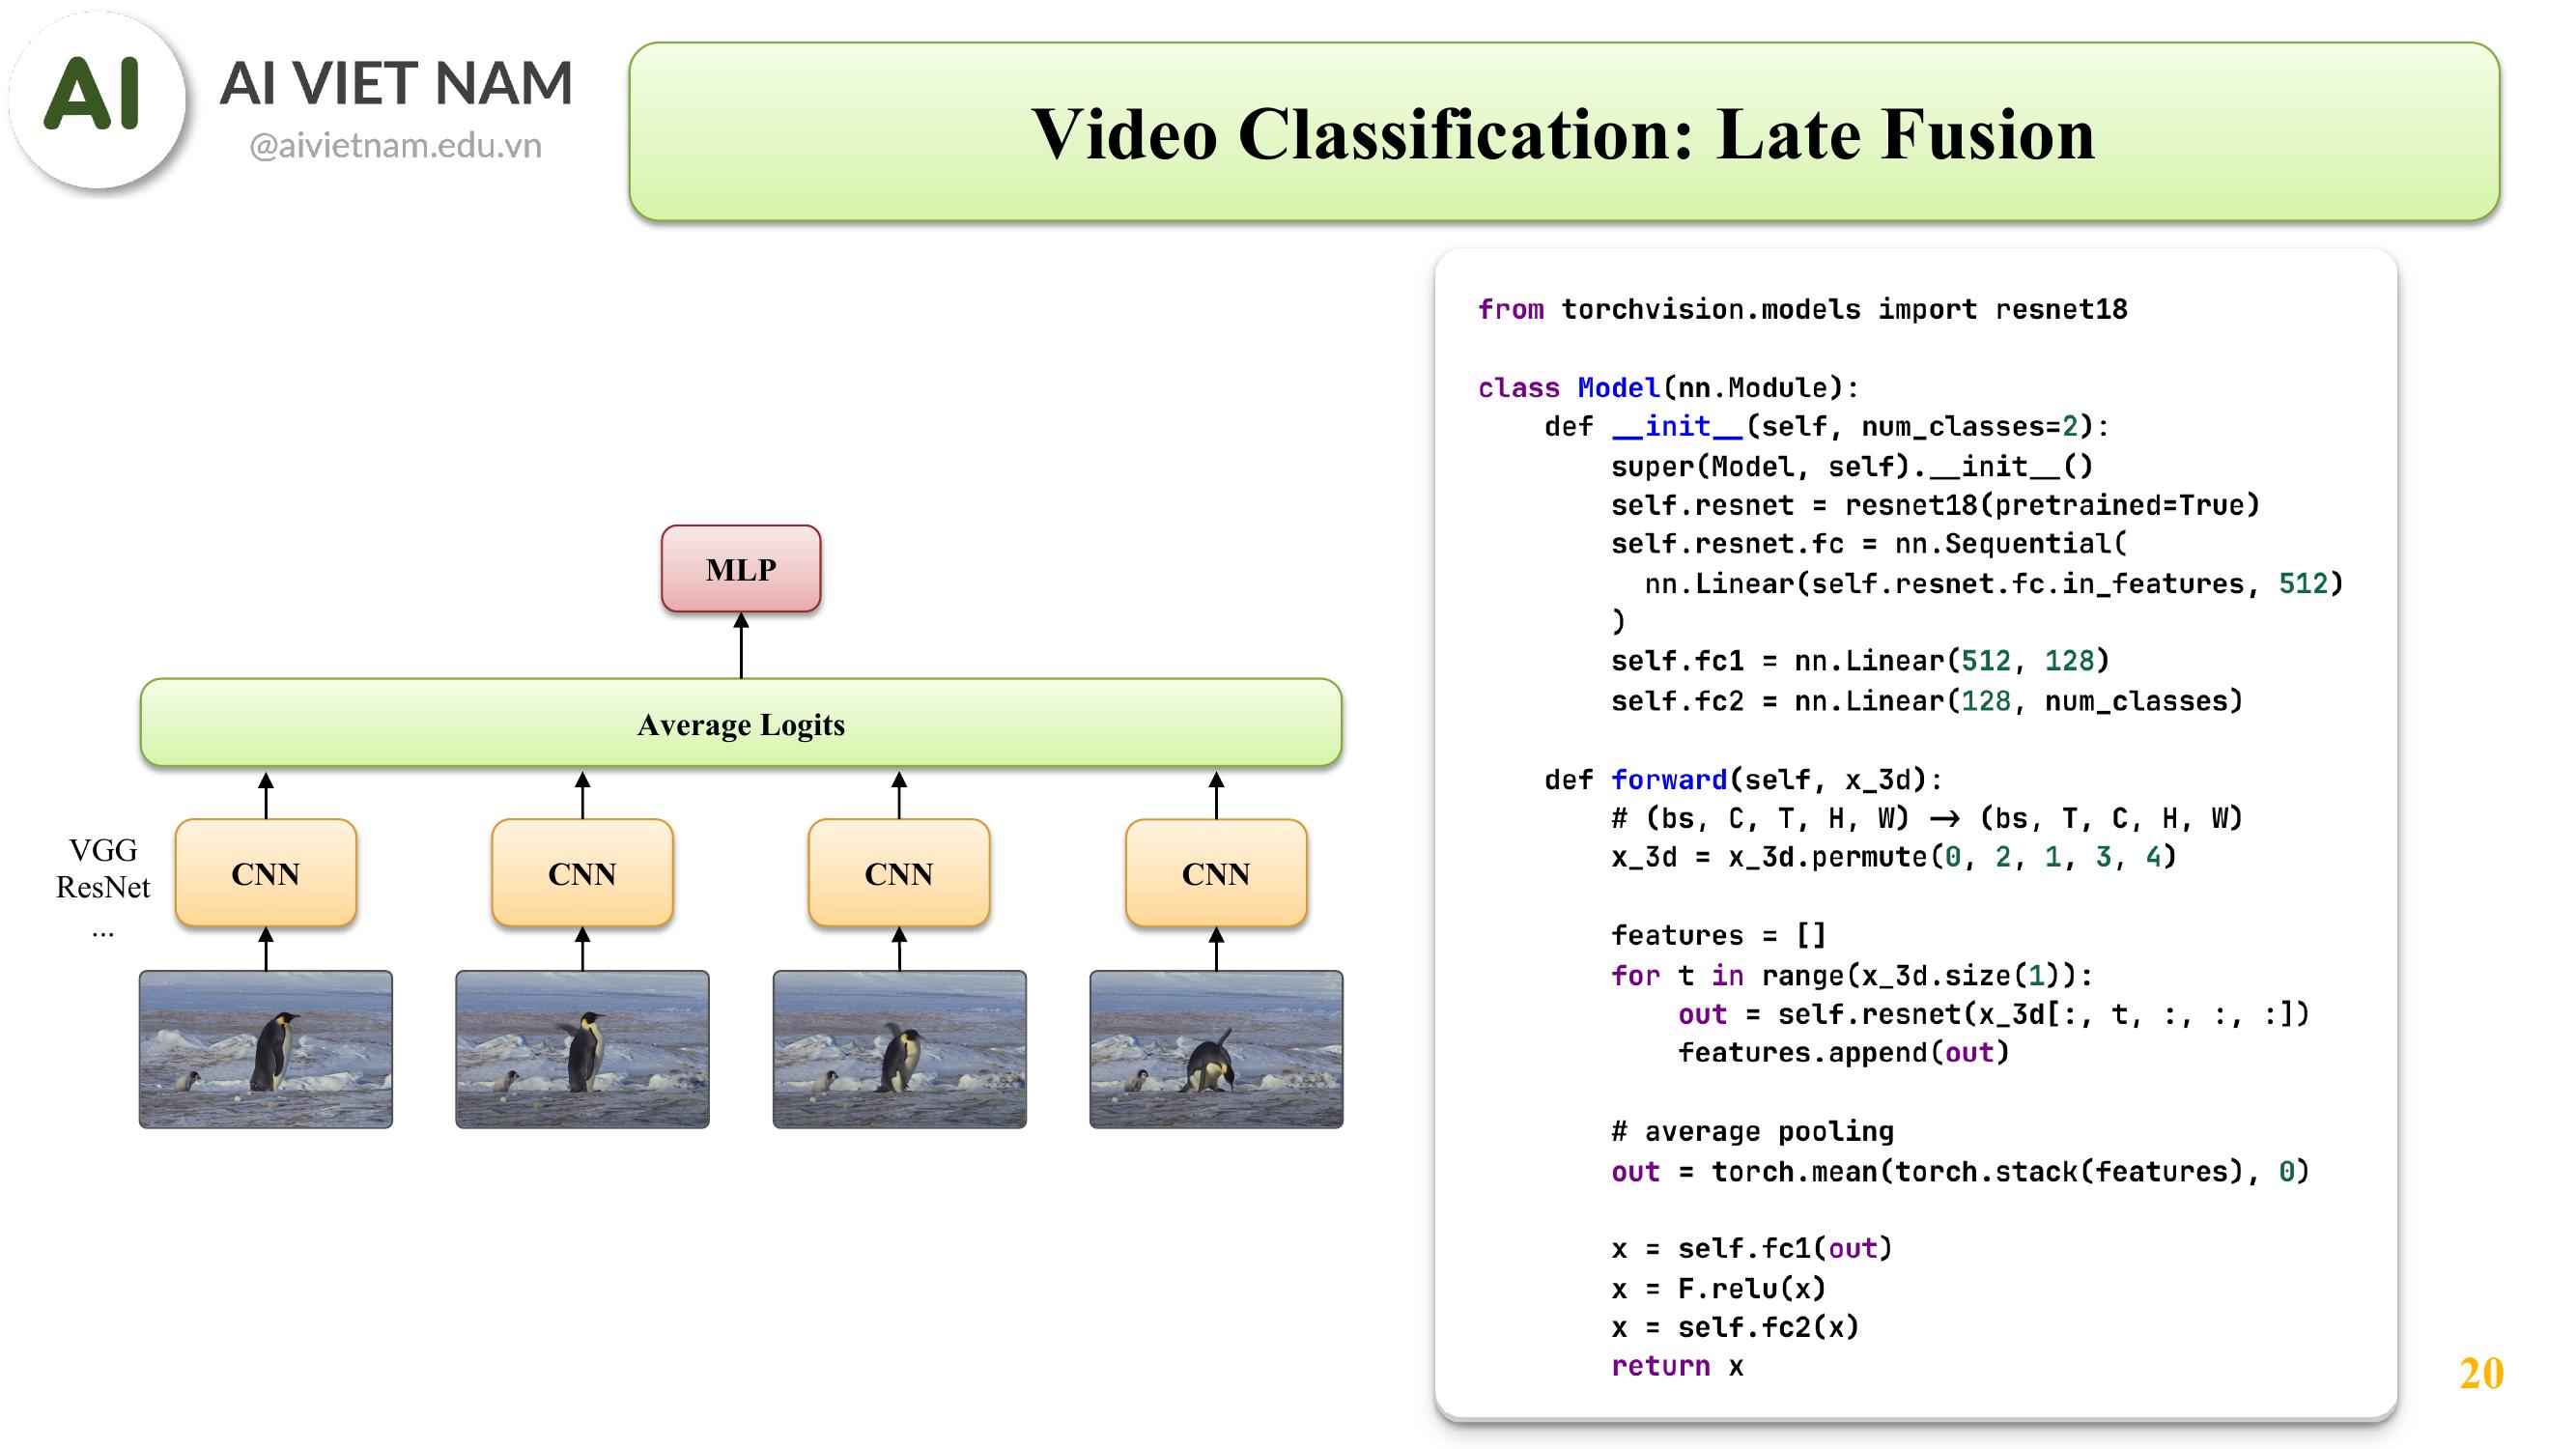 AI
AI VIET NAM
@aivietnam.edu.vn
Video Classification: Late Fusion
MLP
Average Logits
VGG
ResNet
...
CNN
CNN
CNN
CNN
from torchvision.models import resnet18
class Model(nn.Module):
    def __init__(self, num_classes=2):
        super(Model, self).__init__()
        self.resnet = resnet18(pretrained=True)
        self.resnet.fc = nn.Sequential(
          nn.Linear(self.resnet.fc.in_features, 512)
        )
        self.fc1 = nn.Linear(512, 128)
        self.fc2 = nn.Linear(128, num_classes)
    def forward(self, x_3d):
        # (bs, C, T, H, W) → (bs, T, C, H, W)
        x_3d = x_3d.permute(0, 2, 1, 3, 4)
        features = []
        for t in range(x_3d.size(1)):
            out = self.resnet(x_3d[:, t, :, :, :])
            features.append(out)
        # average pooling
        out = torch.mean(torch.stack(features), 0)
        x = self.fc1(out)
        x = F.relu(x)
        x = self.fc2(x)
        return x
20